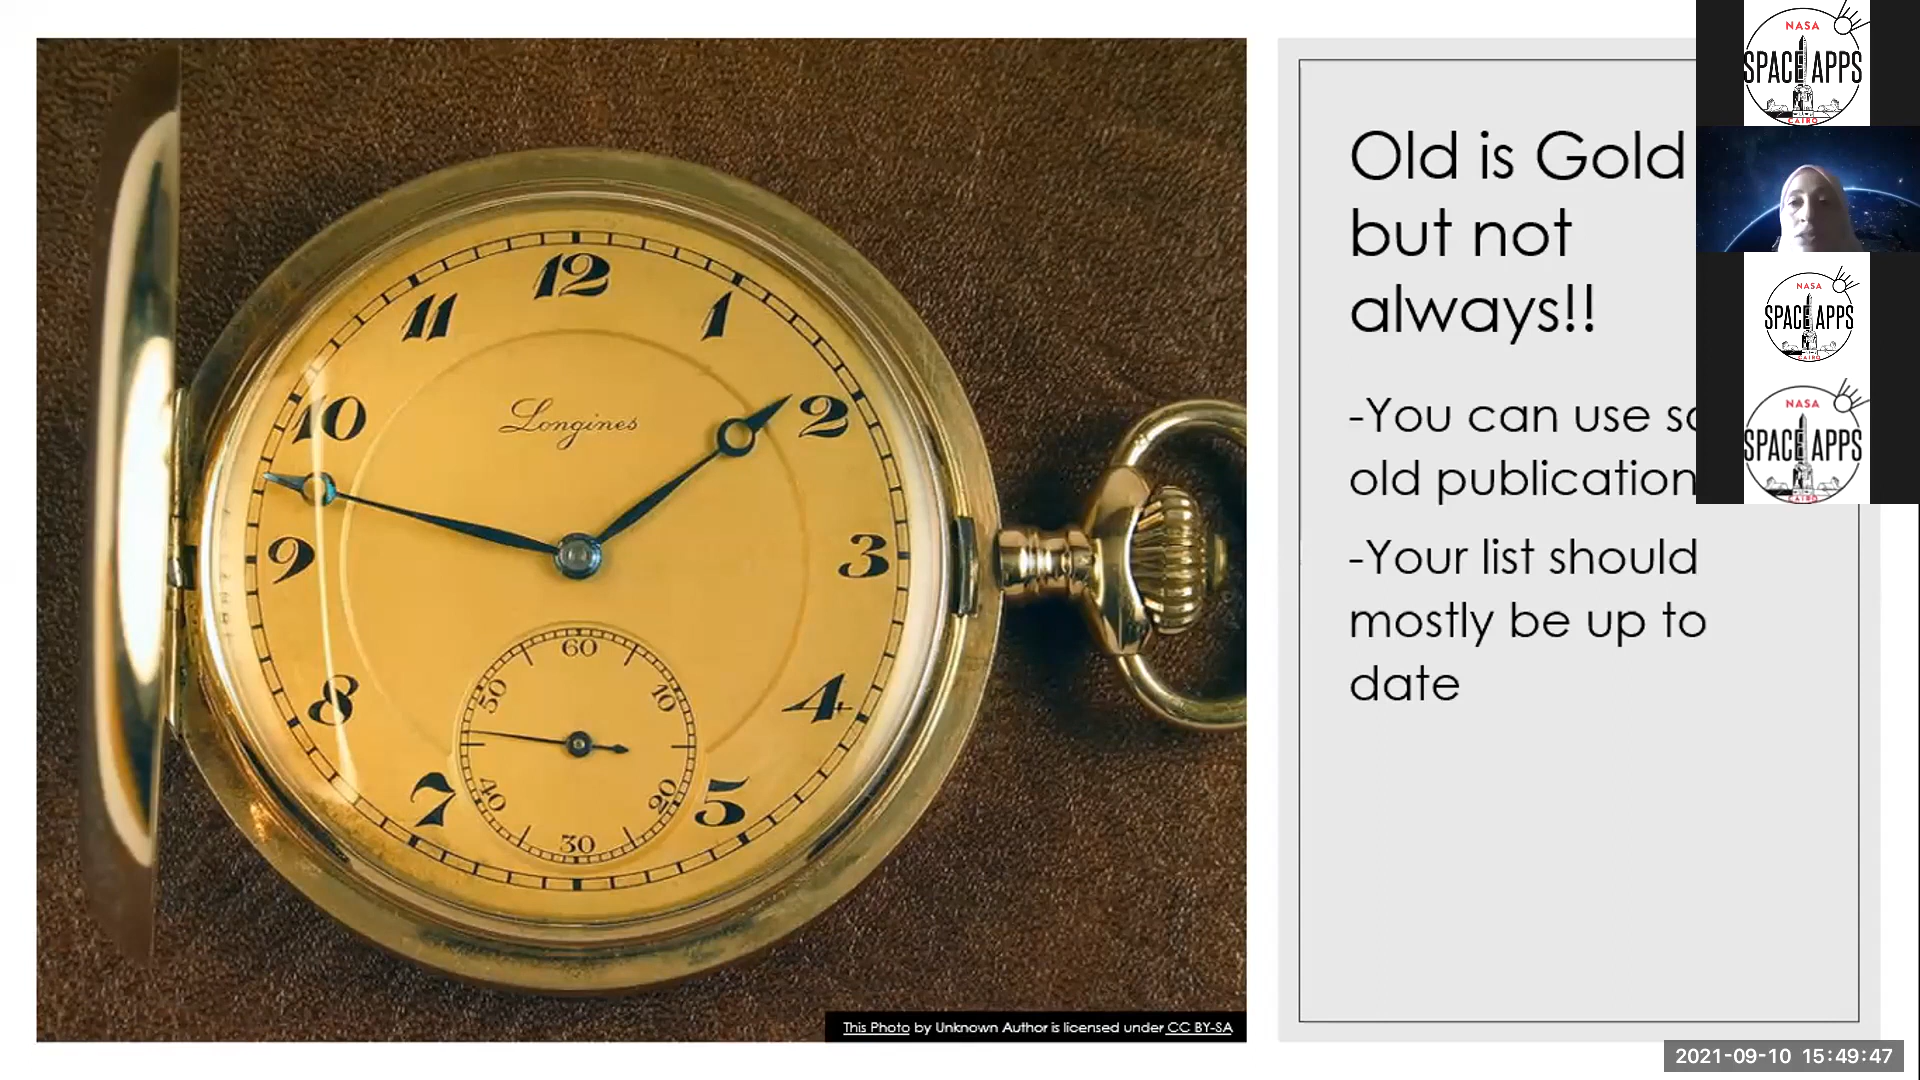 Old is Gold
but not
always!!
-You can use
old publication
-Your list should
mostly be up to
date
12
1
2
3
4
5
7
8
9
10
11
Longines
60
10
20
30
40
50
This Photo by Unknown Author is licensed under CC BY-SA
NASA
SPACE APPS
CAIRO
NASA
SPACE APPS
CAIRO
NASA
SPACE APPS
CAIRO
2021-09-10 15:49:47